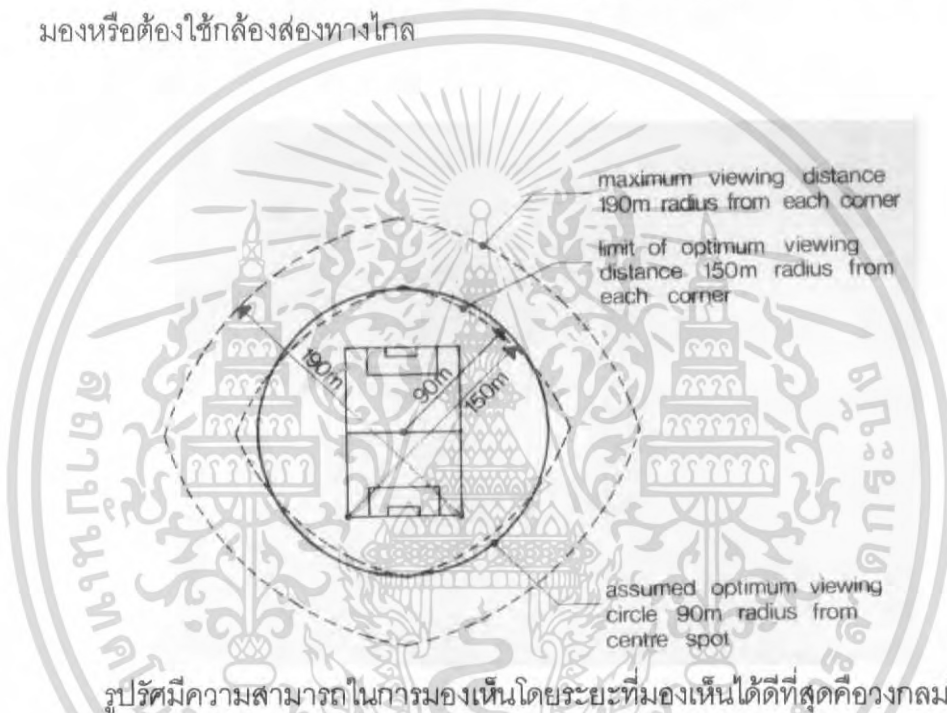 มองหรือต้องใช้กล้องส่องทางไกล
maximum viewing distance
190m radius from each corner
limit of optimum viewing
distance 150m radius from
each corner
190m
90m
150m
assumed optimum viewing
circle 90m radius from
centre spot
รูปรัศมีความสามารถในการมองเห็นโดยระยะที่มองเห็นได้ดีที่สุดคือวงกลม